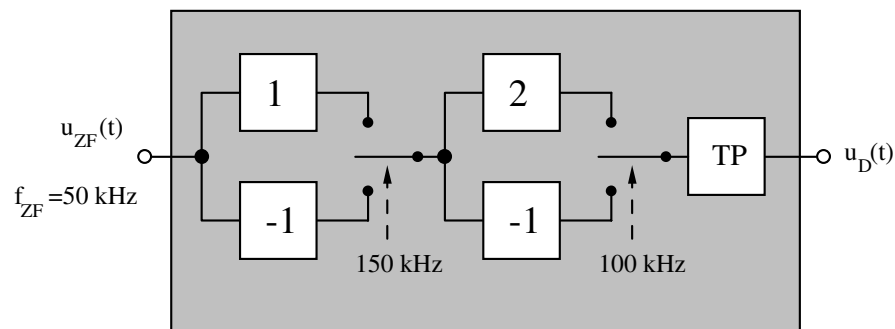 1
2
u_ZF(t)
TP
u_D(t)
f_ZF =50 kHz
-1
-1
150 kHz
100 kHz